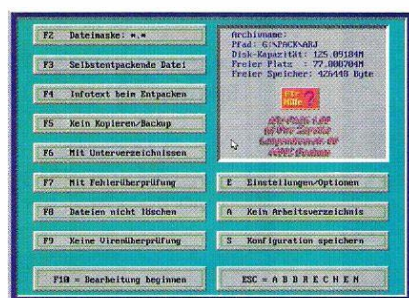 F2 Dateimaske: *.*
F3 Selbstentpackende Datei
F4 Infotext beim Entpacken
F5 Kein Kopieren/Backup
F6 Mit Unterverzeichnissen
F7 Mit Fehlerüberprüfung
F8 Dateien nicht löschen
F9 Keine Virenüberprüfung
F10 = Bearbeitung beginnen
Archivname:
Pfad: G:\PACK\ARJ
Disk-Kapazität: 125.09184M
Freier Platz : 77.000704M
Freier Speicher: 426448 Byte
Hilfe ?
E Einstellungen/Optionen
A Kein Arbeitsverzeichnis
S Konfiguration speichern
ESC = A B B R E C H E N